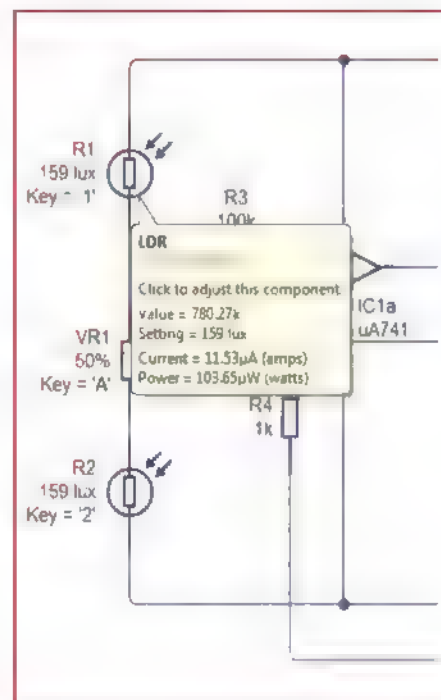 R1
159 lux
Key = '1'
R3
100k
LDR
Click to adjust this component
value = 780.27k
Setting = 159 lux
Current = 11.53µA (amps)
Power = 103.65µW (watts)
IC1a
uA741
VR1
50%
Key = 'A'
R4
1k
R2
159 lux
Key = '2'